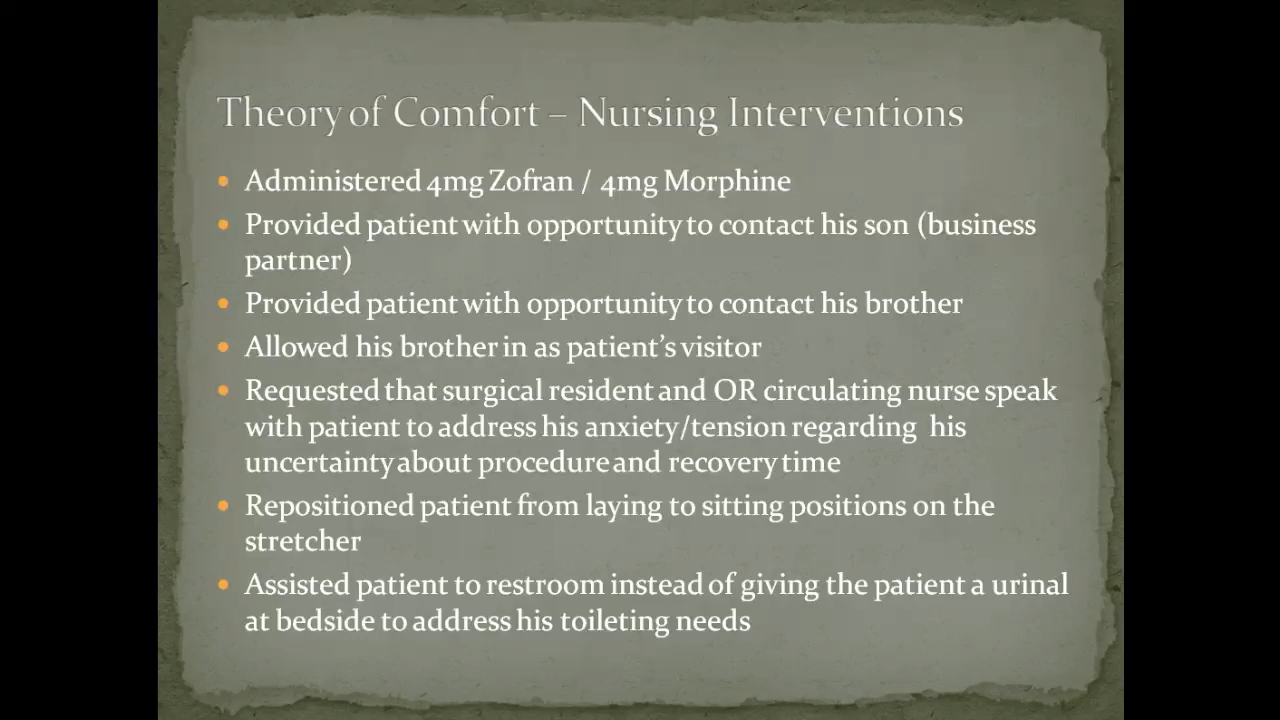 Theory of Comfort – Nursing Interventions
• Administered 4mg Zofran / 4mg Morphine
• Provided patient with opportunity to contact his son (business
partner)
• Provided patient with opportunity to contact his brother
• Allowed his brother in as patient’s visitor
• Requested that surgical resident and OR circulating nurse speak
with patient to address his anxiety/tension regarding his
uncertainty about procedure and recovery time
• Repositioned patient from laying to sitting positions on the
stretcher
• Assisted patient to restroom instead of giving the patient a urinal
at bedside to address his toileting needs